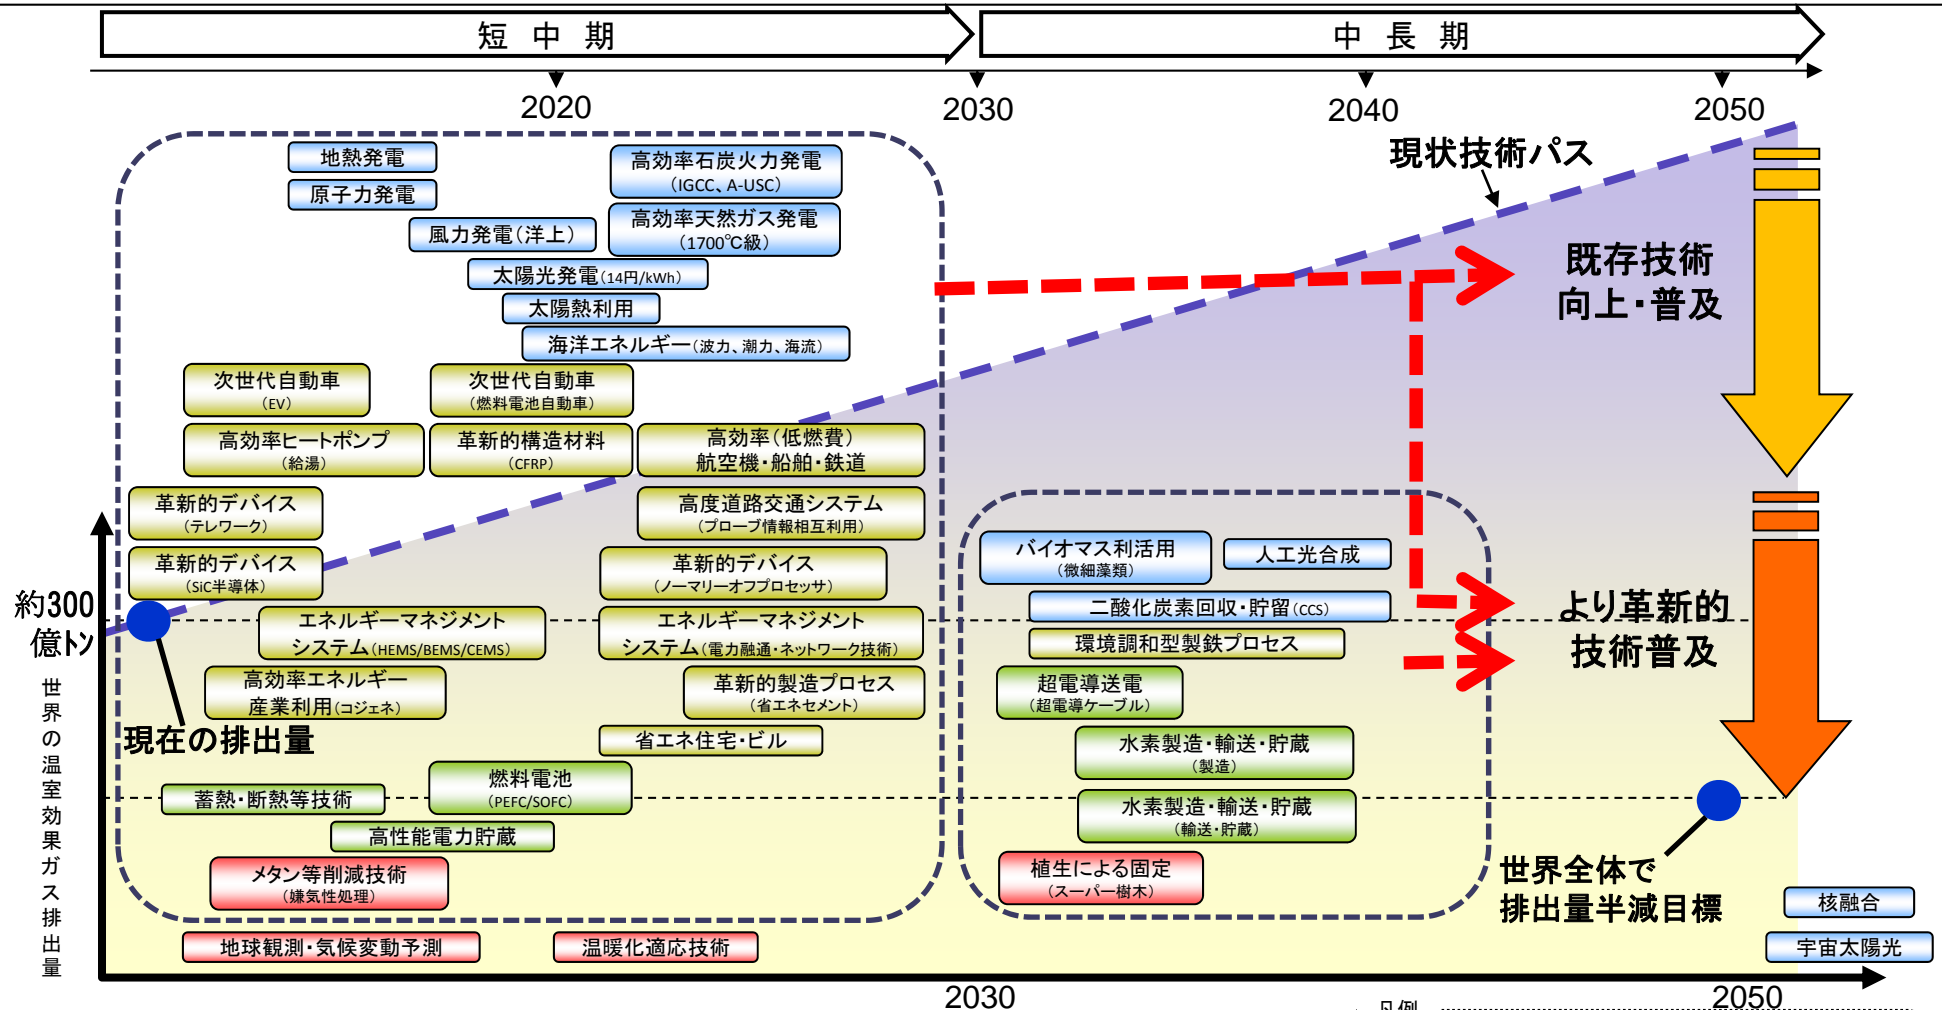 短中期
中長期
2020
2030
2040
2050
地熱発電
原子力発電
風力発電(洋上)
高効率石炭火力発電
(IGCC、A-USC)
高効率天然ガス発電
(1700℃級)
太陽光発電(14円/kWh)
太陽熱利用
海洋エネルギー(波力、潮力、海流)
現状技術パス
既存技術
向上・普及
次世代自動車
(EV)
次世代自動車
(燃料電池自動車)
高効率ヒートポンプ
(給湯)
革新的構造材料
(CFRP)
高効率(低燃費)
航空機・船舶・鉄道
革新的デバイス
(テレワーク)
高度道路交通システム
(プローブ情報相互利用)
革新的デバイス
(SiC半導体)
革新的デバイス
(ノーマリーオフプロセッサ)
約300
億トン
世界の温室効果ガス排出量
エネルギーマネジメント
システム(HEMS/BEMS/CEMS)
エネルギーマネジメント
システム(電力融通・ネットワーク技術)
高効率エネルギー
産業利用(コジェネ)
革新的製造プロセス
(省エネセメント)
現在の排出量
省エネ住宅・ビル
蓄熱・断熱等技術
燃料電池
(PEFC/SOFC)
高性能電力貯蔵
メタン等削減技術
(嫌気性処理)
地球観測・気候変動予測
温暖化適応技術
バイオマス利活用
(微細藻類)
人工光合成
二酸化炭素回収・貯留(CCS)
環境調和型製鉄プロセス
超電導送電
(超電導ケーブル)
水素製造・輸送・貯蔵
(製造)
水素製造・輸送・貯蔵
(輸送・貯蔵)
植生による固定
(スーパー樹木)
より革新的
技術普及
世界全体で
排出量半減目標
核融合
宇宙太陽光
2030
2050
凡例